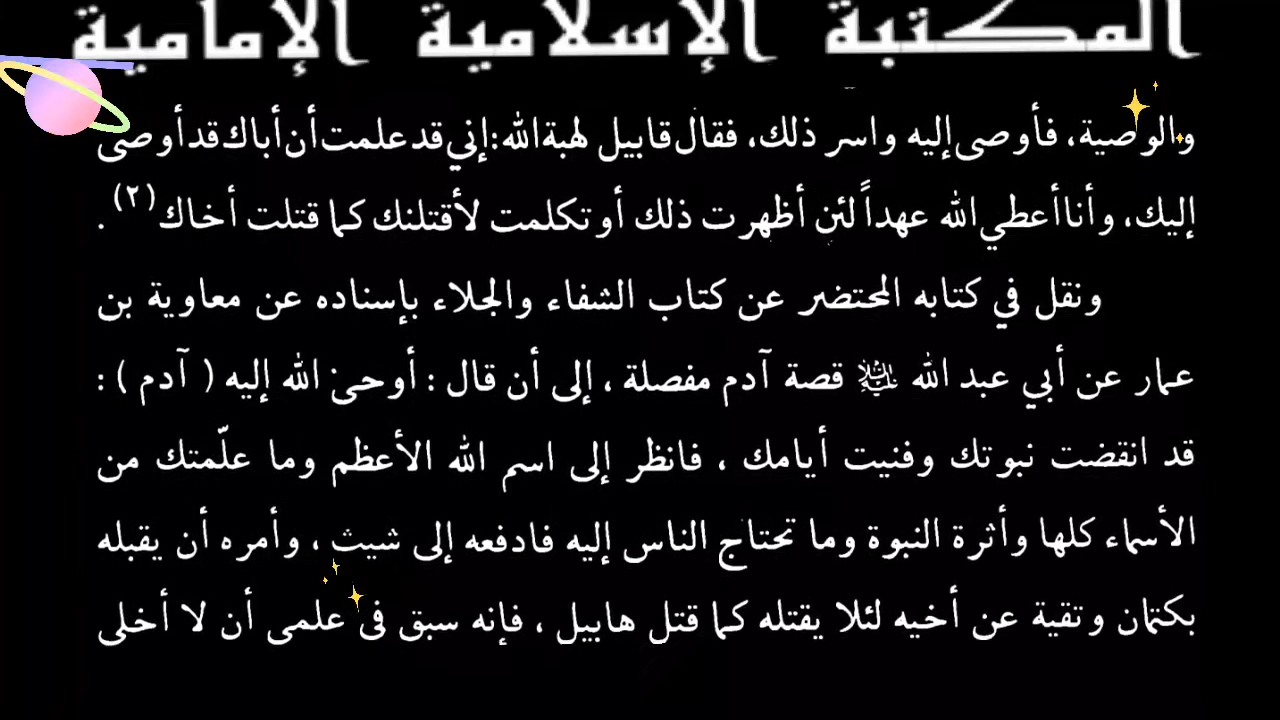 المكتبة الإسلامية الإمامية
والوصية، فأوصى إليه واسر ذلك، فقال قابيل لهبة الله: إني قد علمت أن أباك قد أوصى
إليك، وأنا أعطي الله عهداً لئن أظهرت ذلك أو تكلمت لأقتلنك كما قتلت أخاك (٢) .
ونقل في كتابه المحتضر عن كتاب الشفاء والجلاء بإسناده عن معاوية بن
عمار عن أبي عبد الله عليه السلام قصة آدم مفصلة ، إلى أن قال : أوحىٰ الله إليه ( آدم ) :
قد انقضت نبوتك وفنيت أيامك ، فانظر إلى اسم الله الأعظم وما علّمتك من
الأسماء كلها وأثرة النبوة وما تحتاج الناس إليه فادفعه إلى شيث ، وأمره أن يقبله
بكتمان وتقية عن أخيه لئلا يقتله كما قتل هابيل ، فإنه سبق في علمي أن لا أخلى